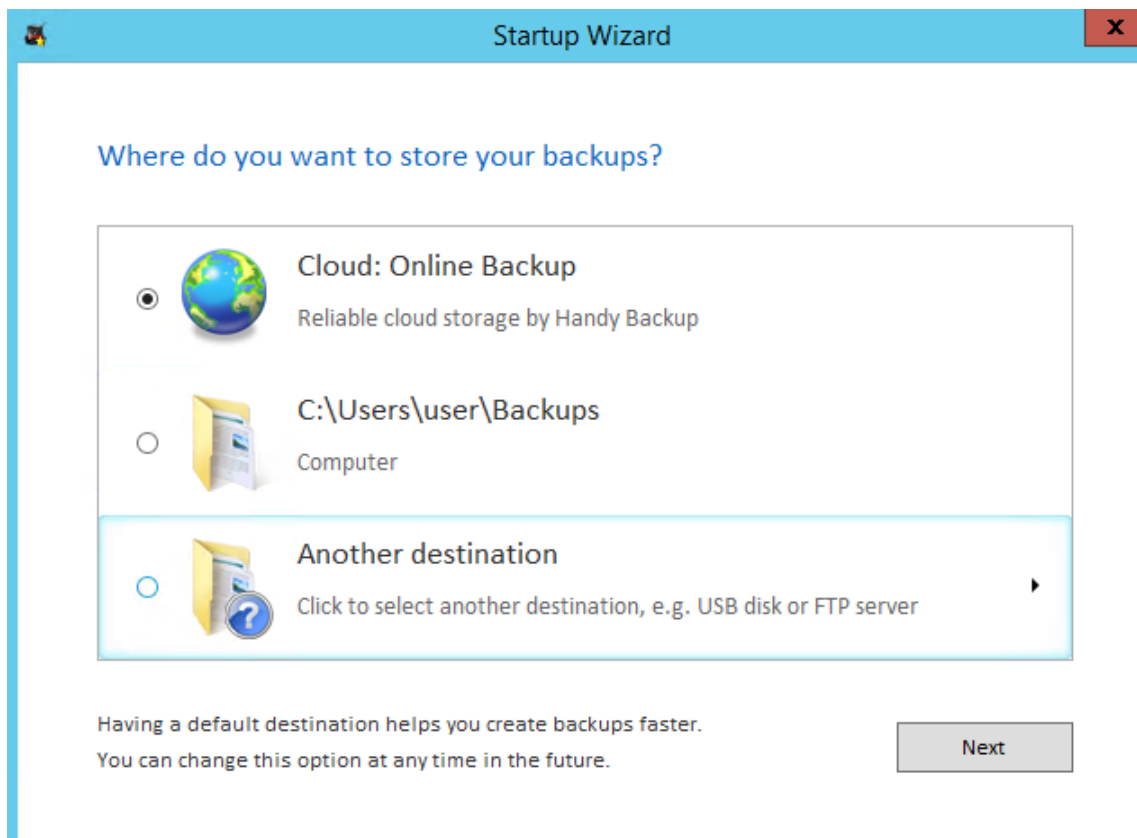 Startup Wizard
x
Where do you want to store your backups?
Cloud: Online Backup
Reliable cloud storage by Handy Backup
C:\Users\user\Backups
Computer
Another destination
?
Click to select another destination, e.g. USB disk or FTP server
Having a default destination helps you create backups faster.
You can change this option at any time in the future.
Next